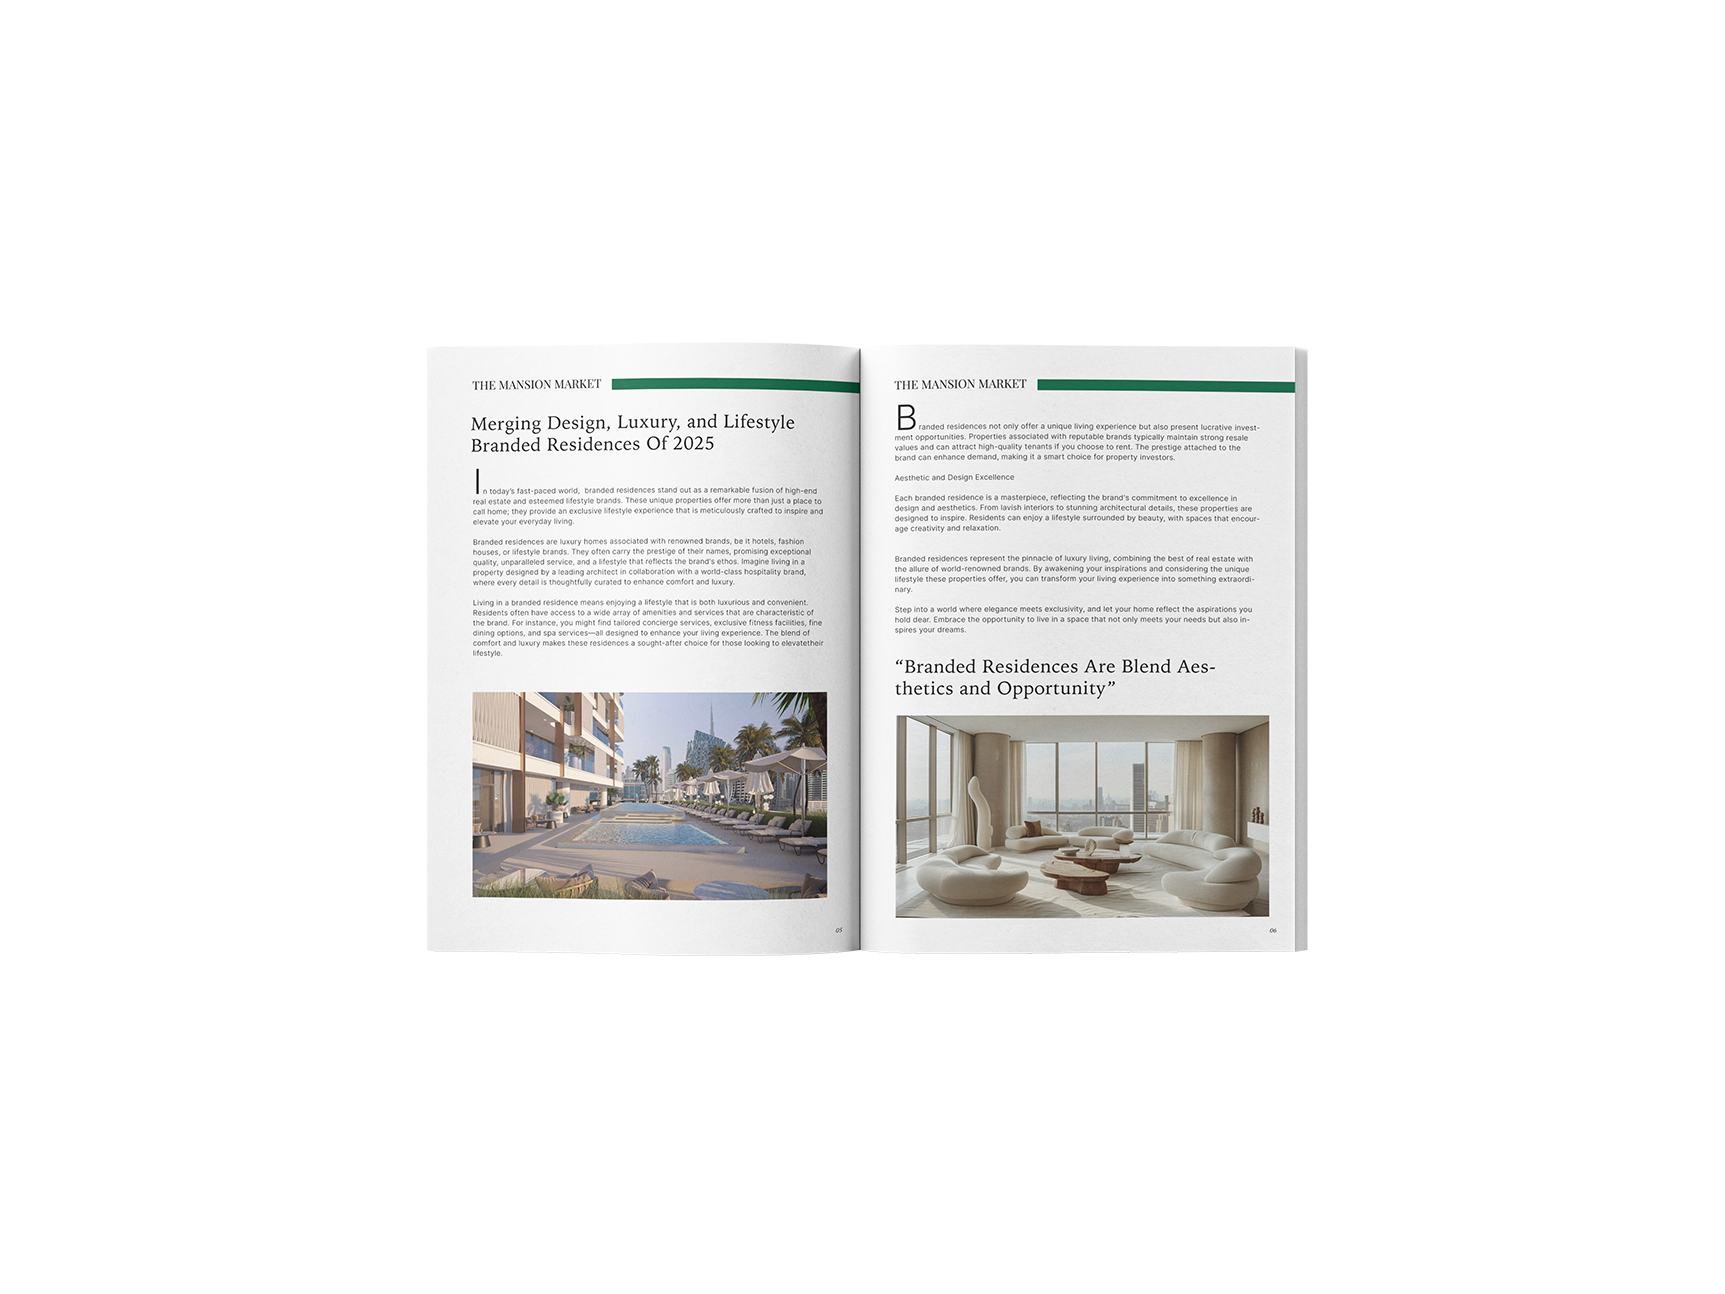 THE MANSION MARKET
Merging Design, Luxury, and Lifestyle
Branded Residences Of 2025
In today's fast-paced world,  branded residences stand out as a remarkable fusion of high-end
real estate and esteemed lifestyle brands. These unique properties offer more than just a place to
call home; they provide an exclusive lifestyle experience that is meticulously crafted to inspire and
elevate your everyday living.
Branded residences are luxury homes associated with renowned brands, be it hotels, fashion
houses, or lifestyle brands. They often carry the prestige of their names, promising exceptional
quality, unparalleled service, and a lifestyle that reflects the brand's ethos. Imagine living in a
property designed by a leading architect in collaboration with a world-class hospitality brand,
where every detail is thoughtfully curated to enhance comfort and luxury.
Living in a branded residence means enjoying a lifestyle that is both luxurious and convenient.
Residents often have access to a wide array of amenities and services that are characteristic of
the brand. For instance, you might find tailored concierge services, exclusive fitness facilities, fine
dining options, and spa services—all designed to enhance your living experience. The blend of
comfort and luxury makes these residences a sought-after choice for those looking to elevatetheir
lifestyle.
05
THE MANSION MARKET
Branded residences not only offer a unique living experience but also present lucrative invest-
ment opportunities. Properties associated with reputable brands typically maintain strong resale
values and can attract high-quality tenants if you choose to rent. The prestige attached to the
brand can enhance demand, making it a smart choice for property investors.
Aesthetic and Design Excellence
Each branded residence is a masterpiece, reflecting the brand's commitment to excellence in
design and aesthetics. From lavish interiors to stunning architectural details, these properties are
designed to inspire. Residents can enjoy a lifestyle surrounded by beauty, with spaces that encour-
age creativity and relaxation.
Branded residences represent the pinnacle of luxury living, combining the best of real estate with
the allure of world-renowned brands. By awakening your inspirations and considering the unique
lifestyle these properties offer, you can transform your living experience into something extraordi-
nary.
Step into a world where elegance meets exclusivity, and let your home reflect the aspirations you
hold dear. Embrace the opportunity to live in a space that not only meets your needs but also in-
spires your dreams.
“Branded Residences Are Blend Aes-
thetics and Opportunity”
06